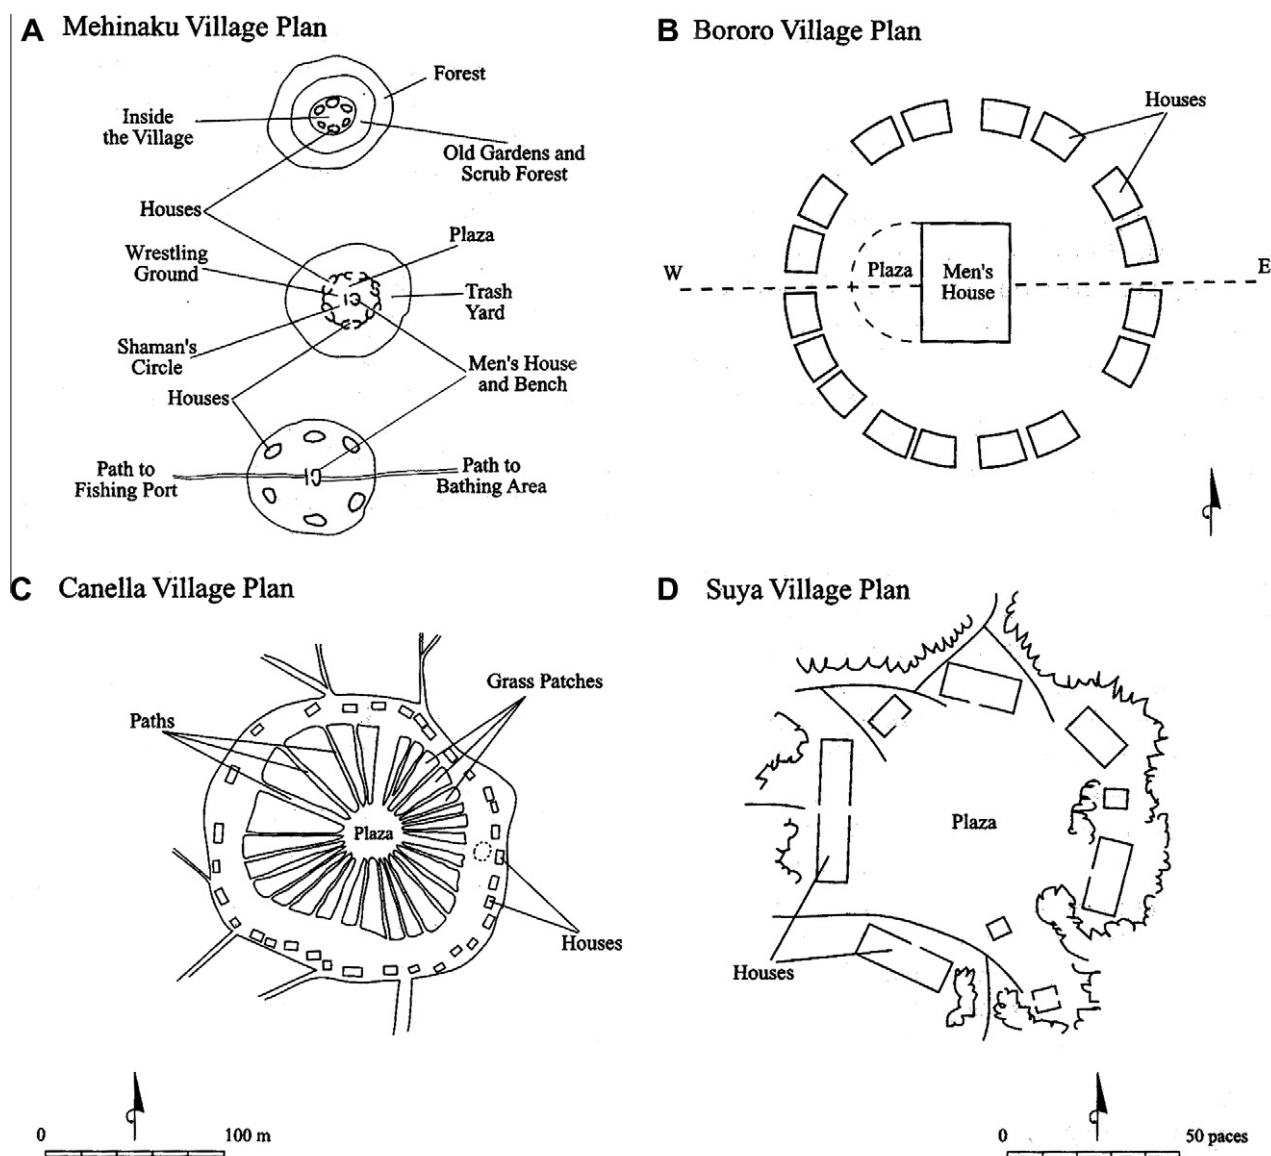 A Mehinaku Village Plan
Forest
Inside
the Village
Old Gardens and
Scrub Forest
Houses
Plaza
Wrestling
Ground
Trash
Yard
Shaman's
Circle
Men's House
and Bench
Houses
Path to
Fishing Port
Path to
Bathing Area
B Bororo Village Plan
Houses
W
E
Plaza
Men's
House
C Canella Village Plan
Grass Patches
Paths
Plaza
Houses
0 100 m
D Suya Village Plan
Plaza
Houses
0 50 paces